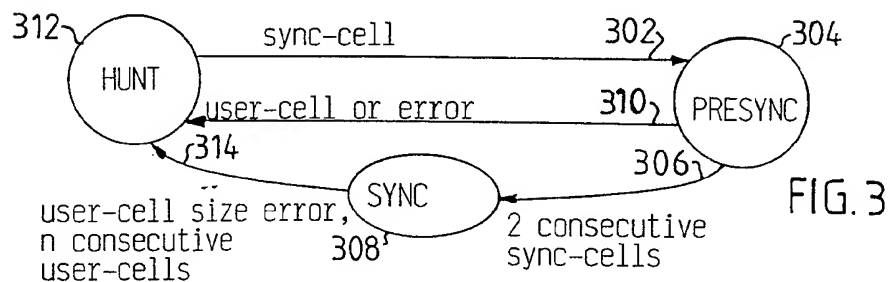 312
sync-cell
302
304
HUNT
user-cell or error
310
PRESYNC
314
306
SYNC
FIG. 3
user-cell size error,
n consecutive
user-cells
308
2 consecutive
sync-cells